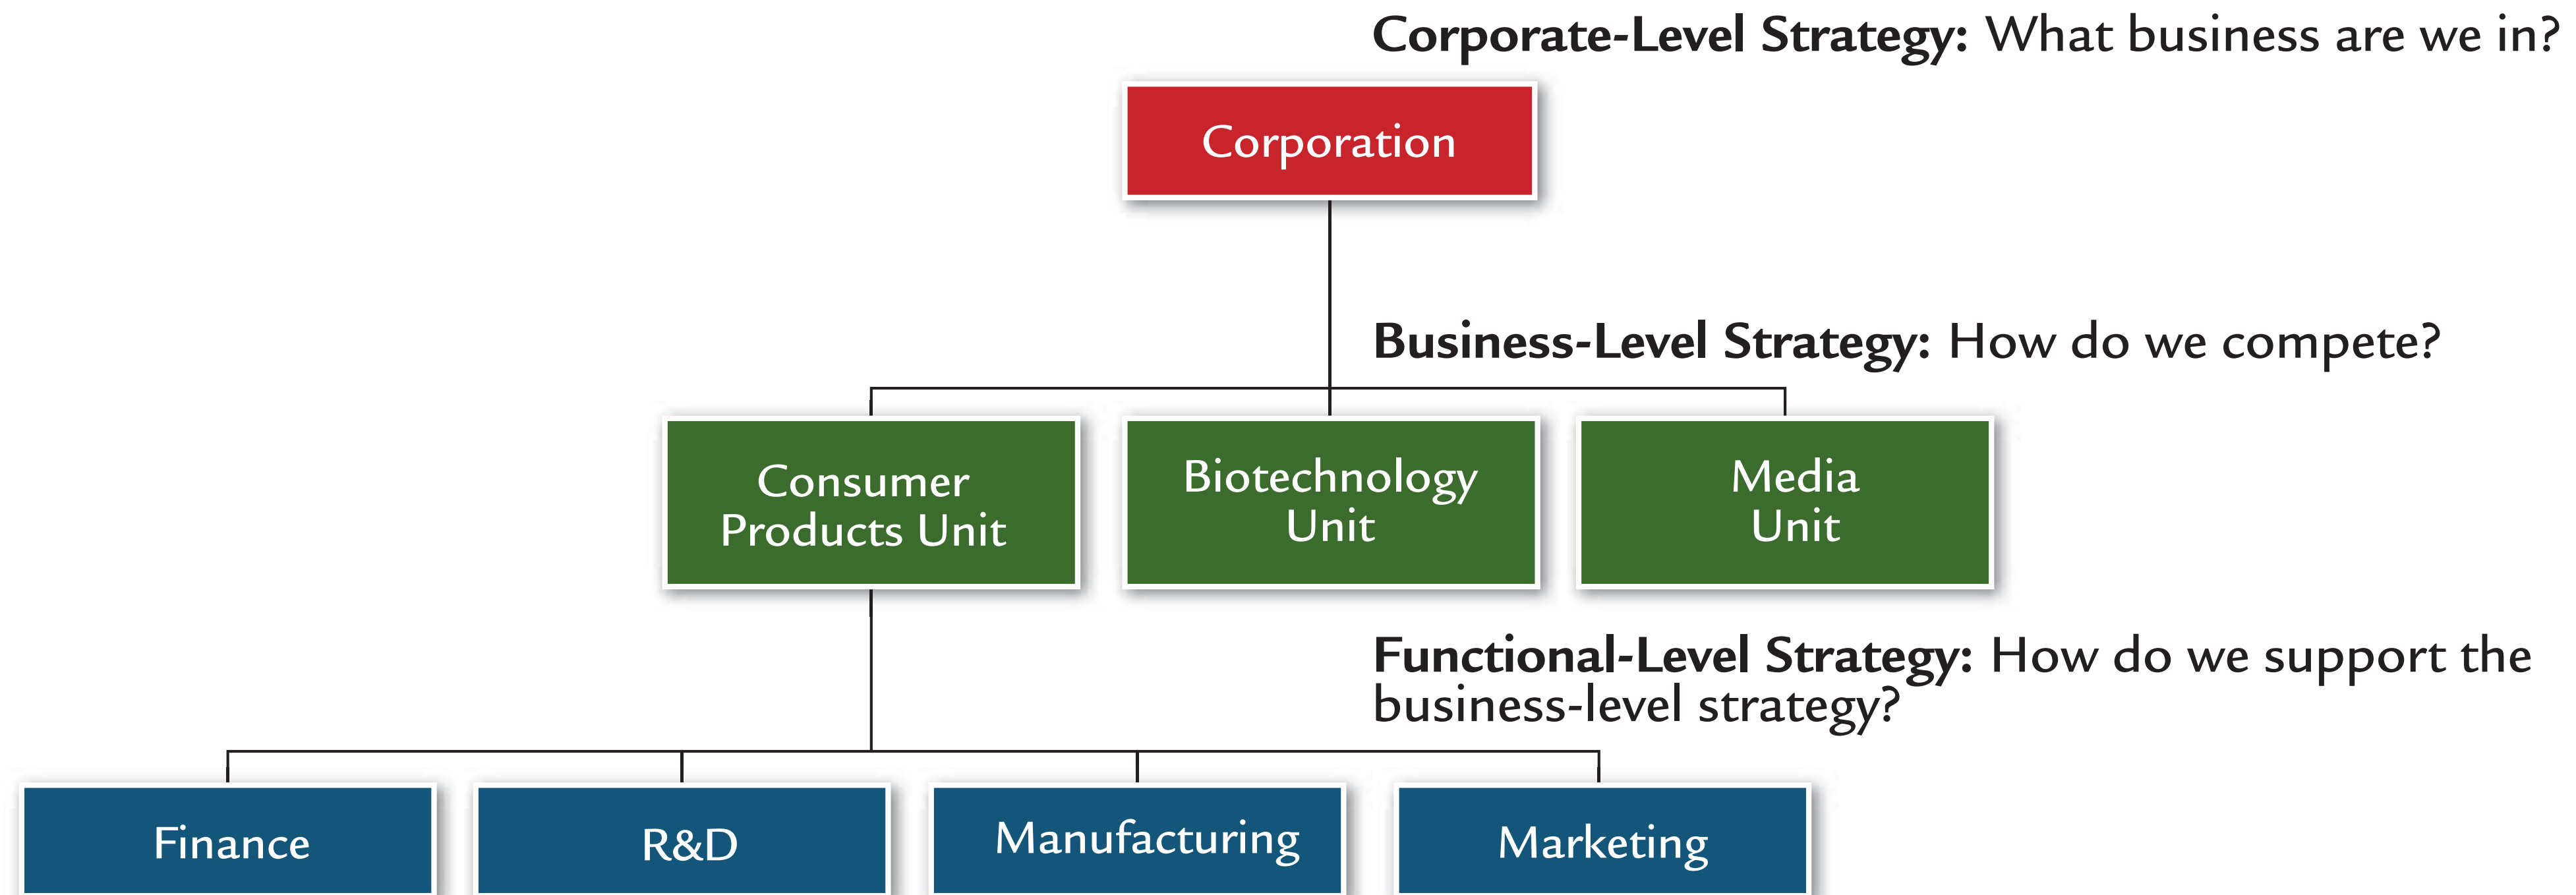 Corporate-Level Strategy: What business are we in?
Corporation
Business-Level Strategy: How do we compete?
Consumer
Products Unit
Biotechnology
Unit
Media
Unit
Functional-Level Strategy: How do we support the
business-level strategy?
Finance
R&D
Manufacturing
Marketing